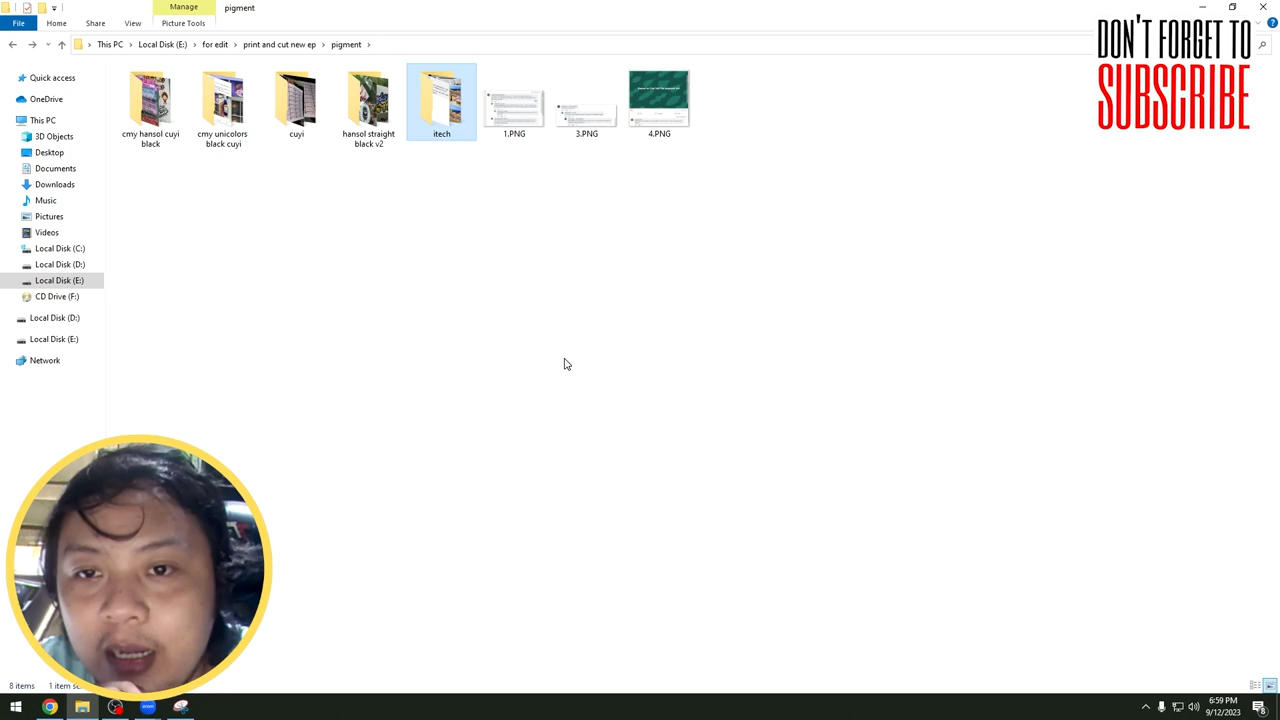 Manage
pigment
File
Home
Share
View
Picture Tools
This PC > Local Disk (E:) > for edit > print and cut new ep > pigment >
DON'T FORGET TO
SUBSCRIBE
Quick access
OneDrive
This PC
3D Objects
Desktop
Documents
Downloads
Music
Pictures
Videos
Local Disk (C:)
Local Disk (D:)
Local Disk (E:)
CD Drive (F:)
Local Disk (D:)
Local Disk (E:)
Network
cmy hansol cuyi
black
cmy unicolors
black cuyi
cuyi
hansol straight
black v2
itech
1.PNG
3.PNG
4.PNG
8 items
1 item
6:59 PM
9/12/2023
8